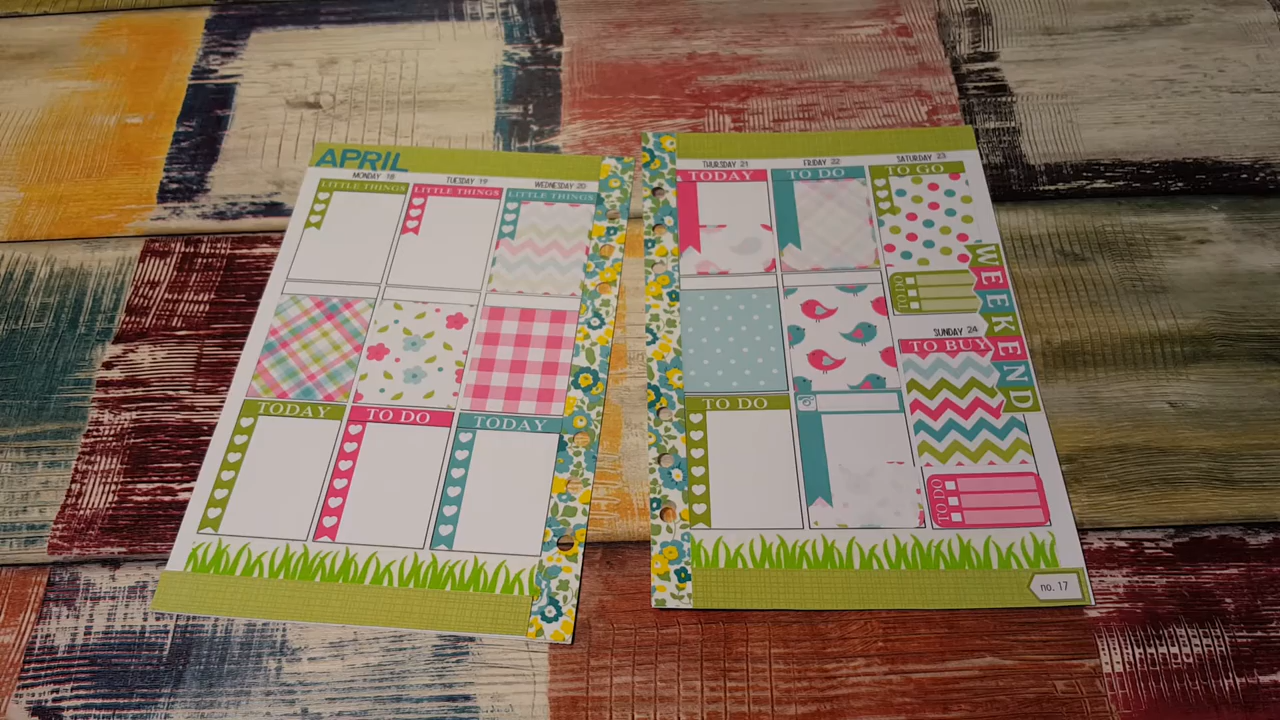 APRIL
MONDAY 18
TUESDAY 19
WEDNESDAY 20
LITTLE THINGS
LITTLE THINGS
LITTLE THINGS
TODAY
TO DO
TODAY
THURSDAY 21
FRIDAY 22
SATURDAY 23
TODAY
TO DO
TO GO
TO DO
WEEKEND
SUNDAY 24
TO BUY
TO DO
TO DO
no. 17